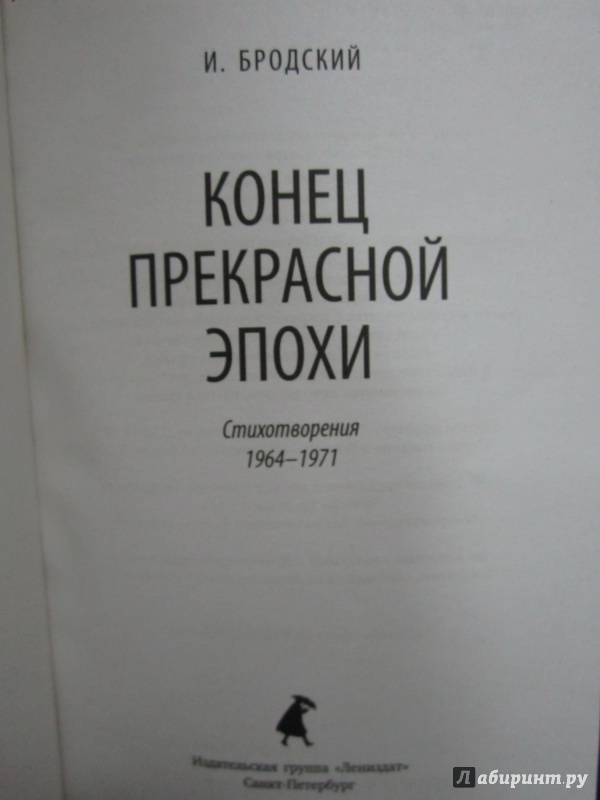 И. БРОДСКИЙ
КОНЕЦ
ПРЕКРАСНОЙ
ЭПОХИ
Стихотворения
1964–1971
Издательская группа «Лениздат»
Санкт-Петербург
Лабиринт.ру